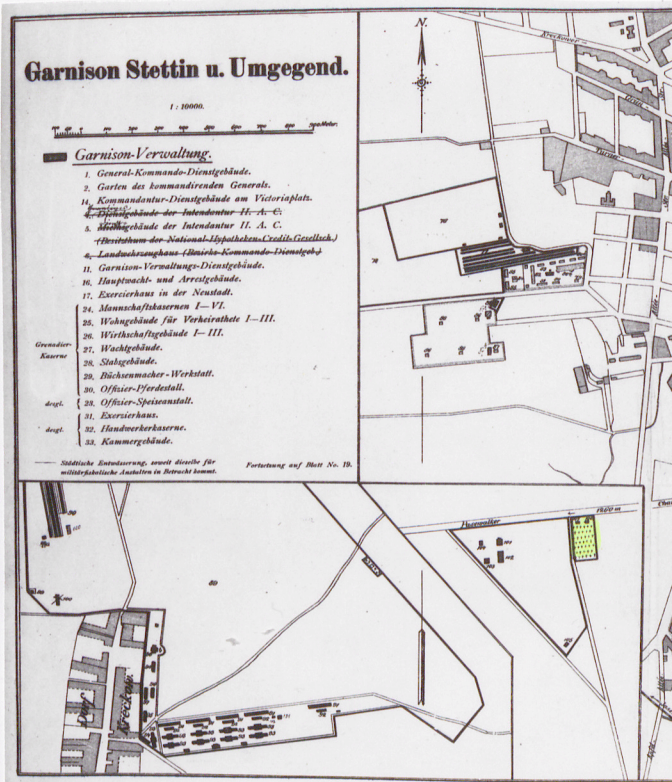 Garnison Stettin u. Umgegend.
1 : 10000.
Garnison-Verwaltung.
1. General-Kommando-Dienstgebäude.
2. Garten des kommandirenden Generals.
14. Kommandantur-Dienstgebäude am Victoriaplatz.
Dienstgebäude der Intendantur II. A. C.
5. gebäude der Intendantur II. A. C.
(Besitzthum der National-Hypotheken-Credit-Gesellsch.)
Landwehrzeughaus (Bezirks-Kommando-Dienstgeb.)
11. Garnison-Verwaltungs-Dienstgebäude.
16. Hauptwacht- und Arrestgebäude.
17. Exercierhaus in der Neustadt.
24. Mannschaftskasernen I—VI.
25. Wohngebäude für Verheirathete I—III.
26. Wirthschaftsgebäude I—III.
Grenadier-Kaserne
27. Wachtgebäude.
28. Stabsgebäude.
29. Büchsenmacher-Werkstatt.
30. Offizier-Pferdestall.
desgl. 23. Offizier-Speiseanstalt.
31. Exerzierhaus.
desgl. 32. Handwerkerkaserne.
33. Kammergebäude.
Städtische Entwässerung, soweit dieselbe für
militärfiskalische Anstalten in Betracht kommt.
Fortsetzung auf Blatt No. 19.
N.
Kreckower
Pasewalker
1250 m
Dorf
Kreckow